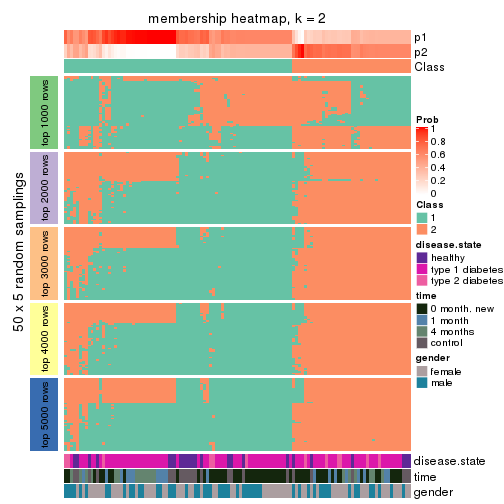 membership heatmap, k = 2
p1
p2
Class
50 x 5 random samplings
top 1000 rows
top 2000 rows
top 3000 rows
top 4000 rows
top 5000 rows
disease.state
time
gender
Prob
1
0.8
0.6
0.4
0.2
0
Class
1
2
disease.state
healthy
type 1 diabetes
type 2 diabetes
time
0 month. new
1 month
4 months
control
gender
female
male